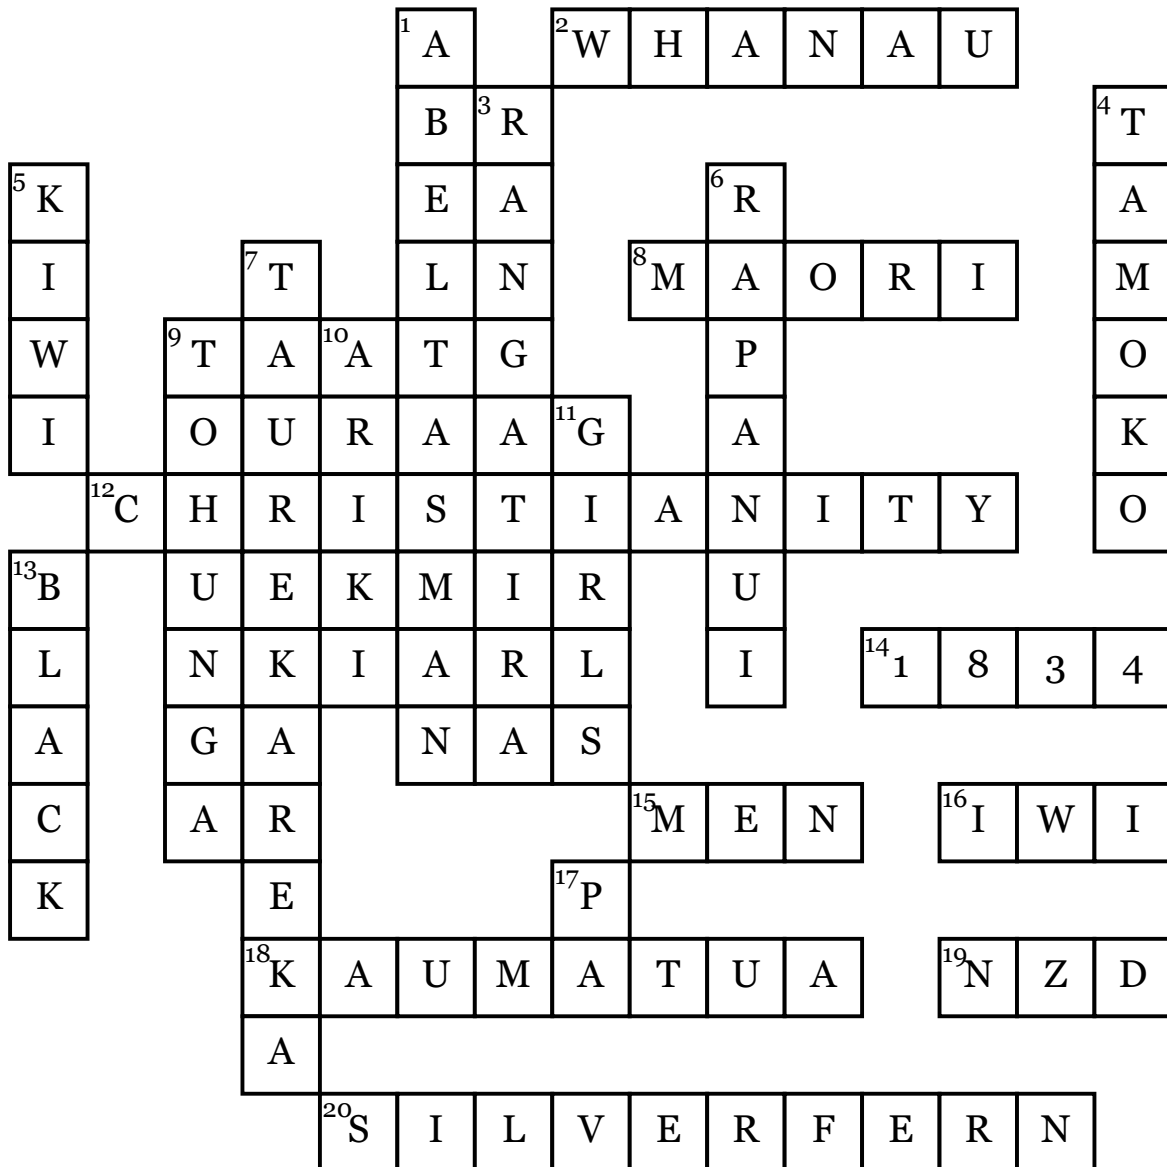 1 A 2 W H A N A U
B 3 R 4 T
5 K E A 6 R A
I 7 T L N 8 M A O R I M
W 9 T A 10 A T G P O
I O U R A A 11 G A K
12 C H R I S T I A N I T Y O
13 B U E K M I R U
L N K I A R L I 14 1 8 3 4
A G A N A S
C A R 15 M E N 16 I W I
K E 17 P
18 K A U M A T U A 19 N Z D
A
20 S I L V E R F E R N